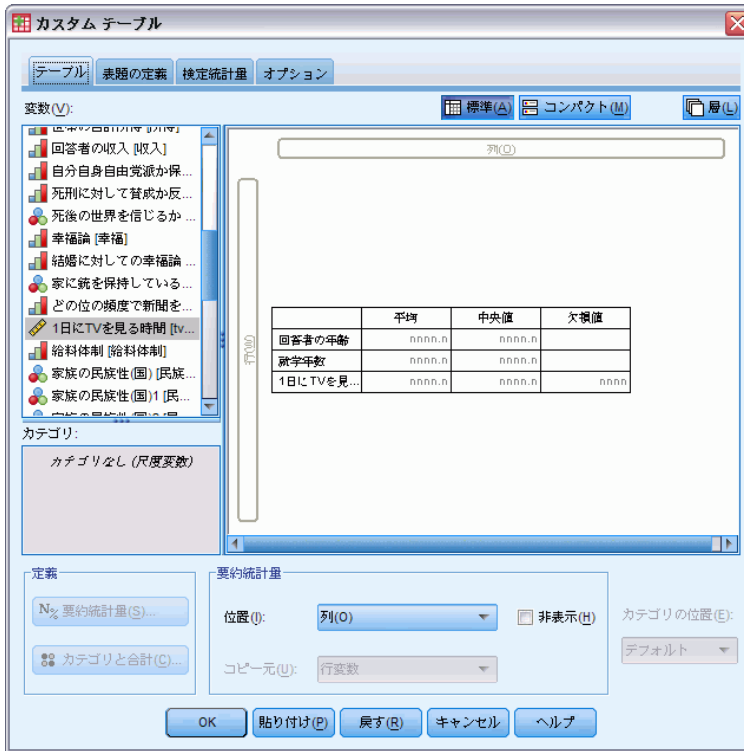 カスタム テーブル
テーブル 表題の定義 検定統計量 オプション
変数(V):
標準(A) コンパクト(M) 層(L)
回答者の収入 [収入]
自分自身自由党派か保...
死刑に対して賛成か反...
死後の世界を信じるか ...
幸福論 [幸福]
結婚に対しての幸福論 ...
家に銃を保持している...
どの位の頻度で新聞を...
1日にTVを見る時間 [tv...
給料体制 [給料体制]
家族の民族性(国) [民族...
家族の民族性(国)1 [民...
カテゴリ:
カテゴリなし (尺度変数)
列(O)
行(W)
平均 中央値 欠損値
回答者の年齢 nnnn.n nnnn.n
就学年数 nnnn.n nnnn.n
1日にTVを見... nnnn.n nnnn.n nnnn
定義
N% 要約統計量(S)...
カテゴリと合計(C)...
要約統計量
位置(I): 列(O) 非表示(H)
コピー元(U): 行変数
カテゴリの位置(E):
デフォルト
OK 貼り付け(P) 戻す(R) キャンセル ヘルプ